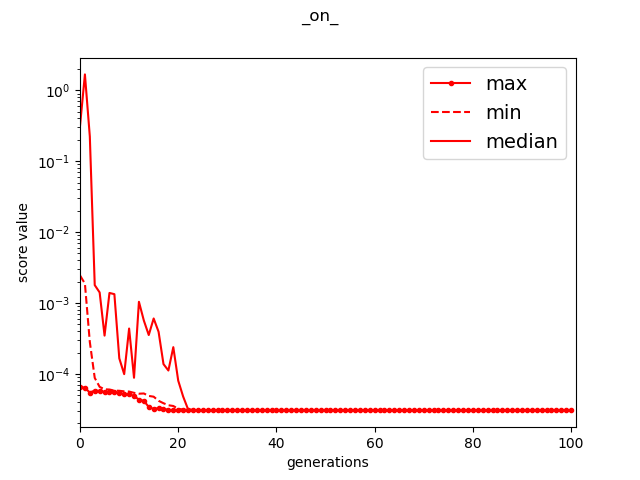 _on_
10⁰
10⁻¹
10⁻²
10⁻³
10⁻⁴
score value
max
min
median
0 20 40 60 80 100
generations